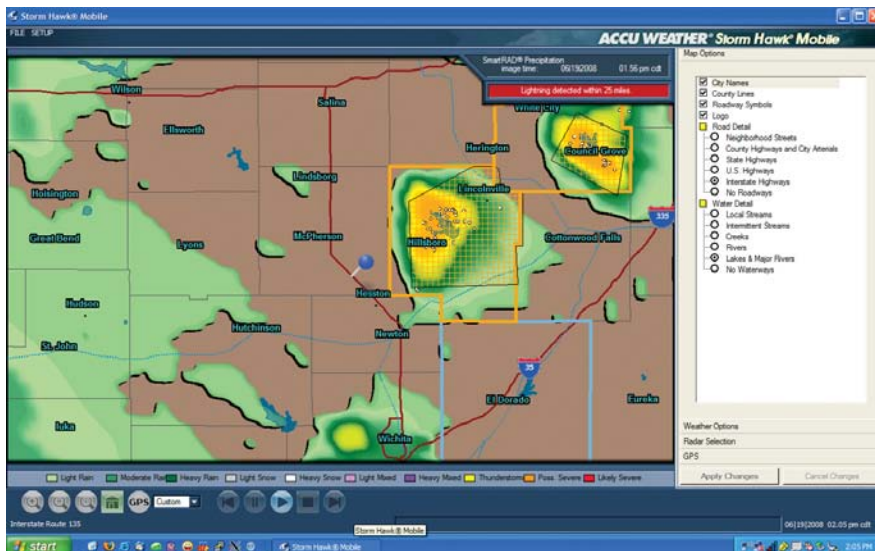 Storm Hawk® Mobile
FILE SETUP
ACCU WEATHER® Storm Hawk® Mobile
SmartRAD® Precipitation
image time: 06/19/2008 01:56 pm cdt
Lightning detected within 25 miles.
Map Options
City Names
County Lines
Roadway Symbols
Logo
Road Detail
Neighborhood Streets
County Highways and City Arterials
State Highways
U.S. Highways
Interstate Highways
No Roadways
Water Detail
Local Streams
Intermittent Streams
Creeks
Rivers
Lakes & Major Rivers
No Waterways
Wilson
Salina
White City
Ellsworth
Herington
Council Grove
Lindsborg
Lincolnville
Hoisington
335
Great Bend
Lyons
McPherson
Hillsboro
Cottonwood Falls
Hesston
Hudson
Hutchinson
Newton
St. John
35
El Dorado
Eureka
Iuka
Wichita
Weather Options
Radar Selection
GPS
Light Rain Moderate Rain Heavy Rain Light Snow Heavy Snow Light Mixed Heavy Mixed Thunderstorm Poss. Severe Likely Severe
Apply Changes Cancel Changes
GPS Custom
Interstate Route 135
Storm Hawk® Mobile
06|19|2008 02:05 pm cdt
start
Storm Hawk® Mobile
2:05 PM